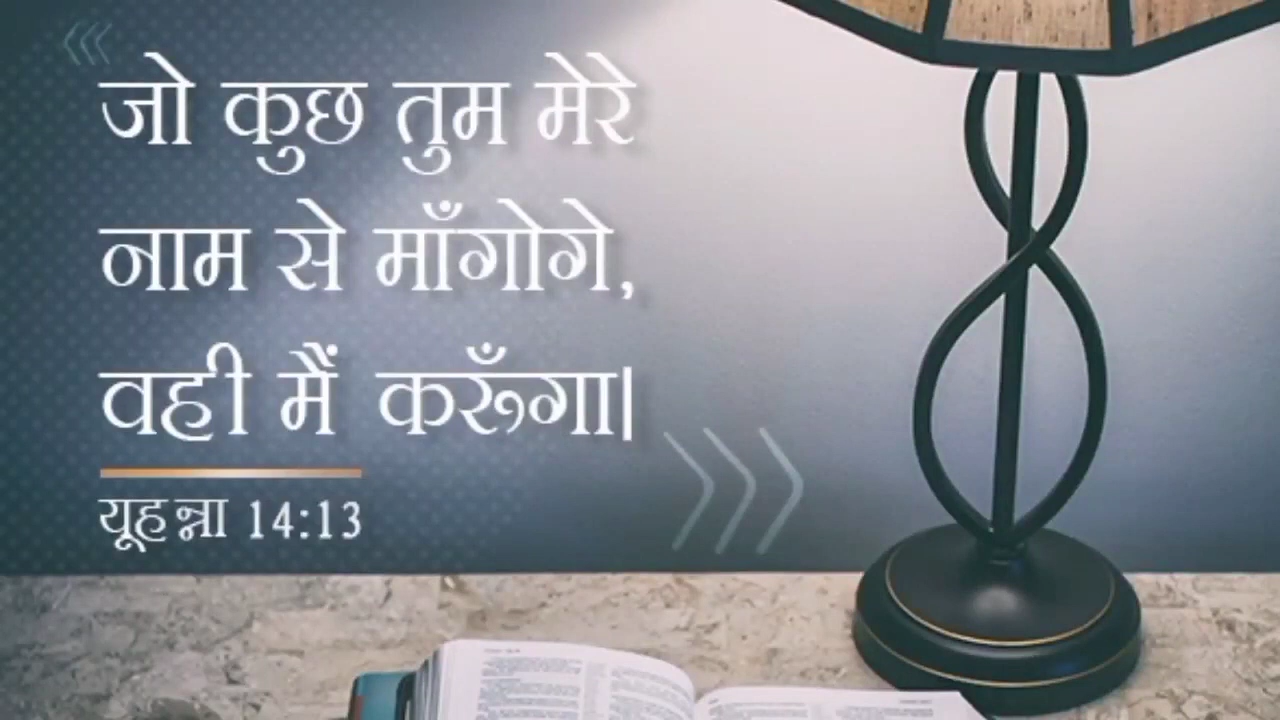 जो कुछ तुम मेरे
नाम से माँगोगे,
वही मैं करूँगा।
यूहन्ना 14:13